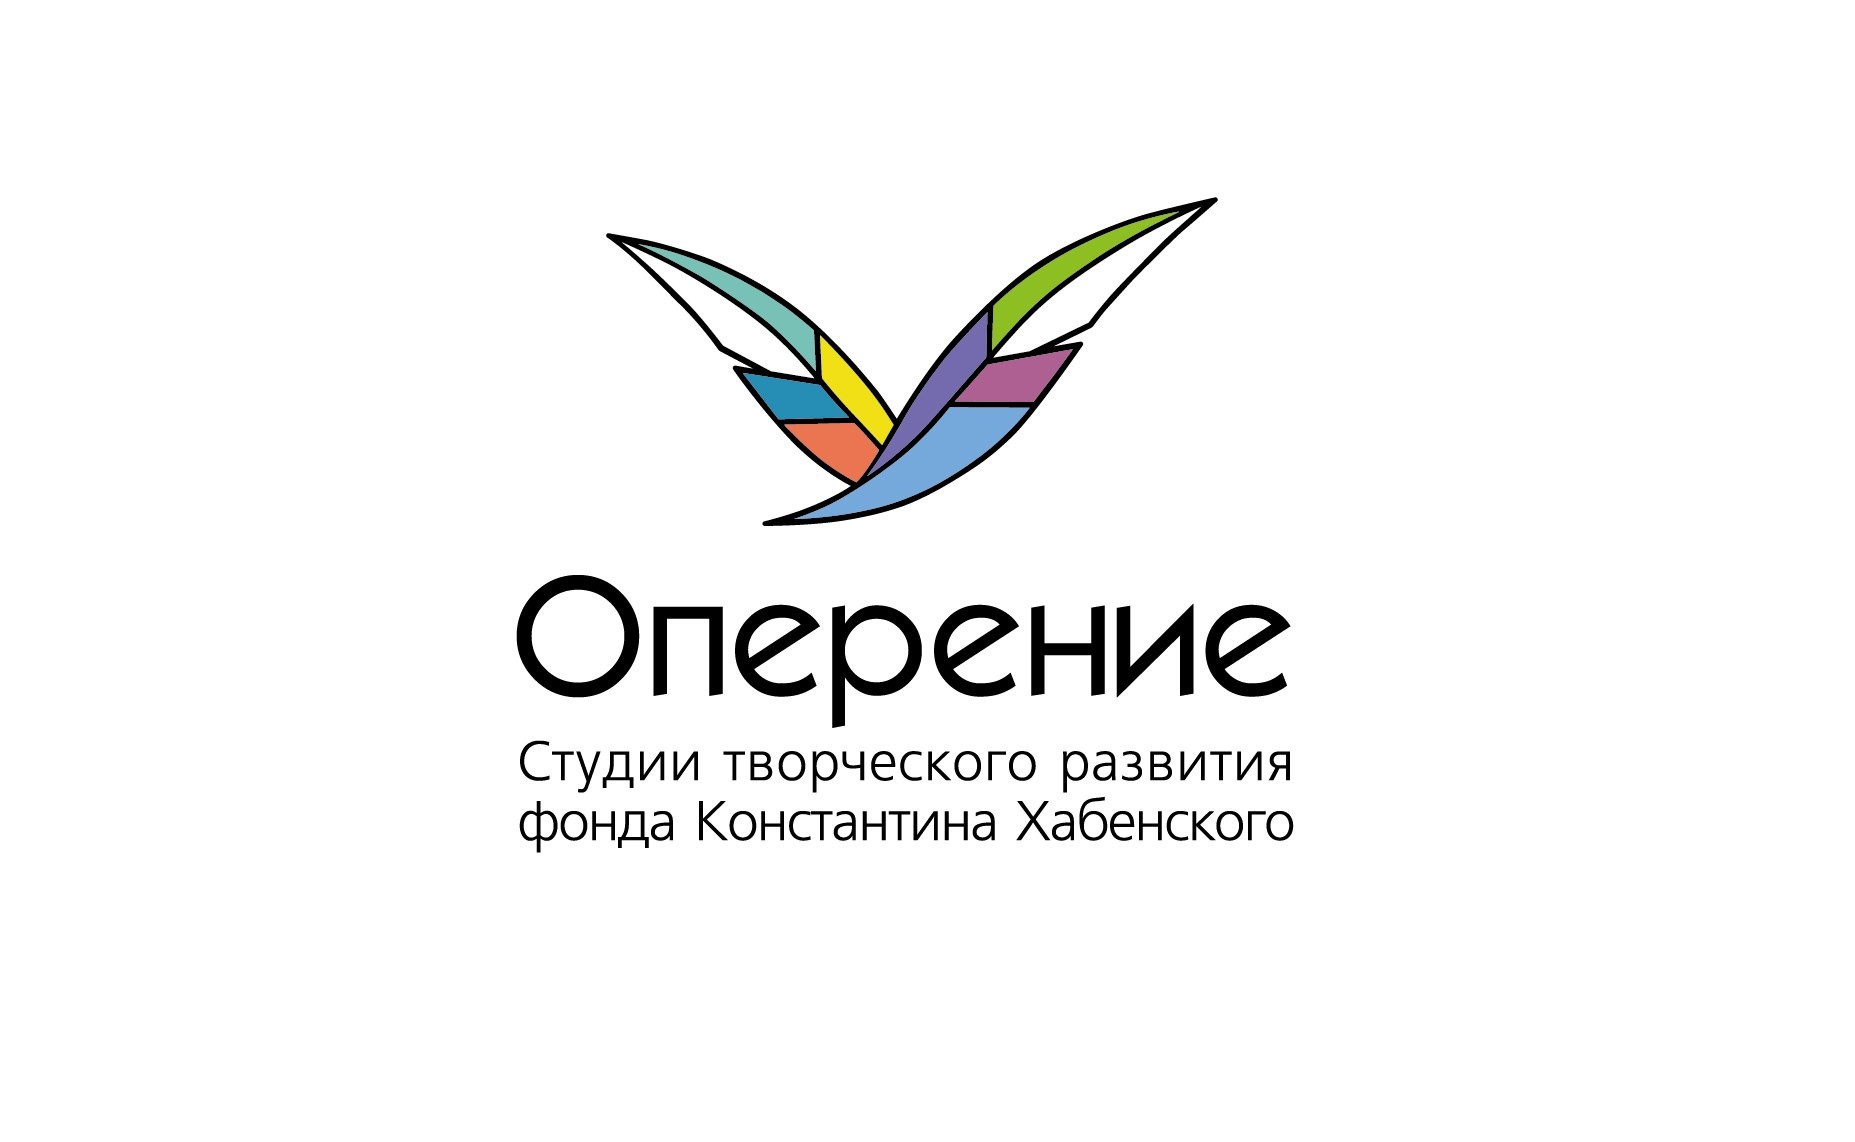 Оперение
Студии творческого развития
фонда Константина Хабенского